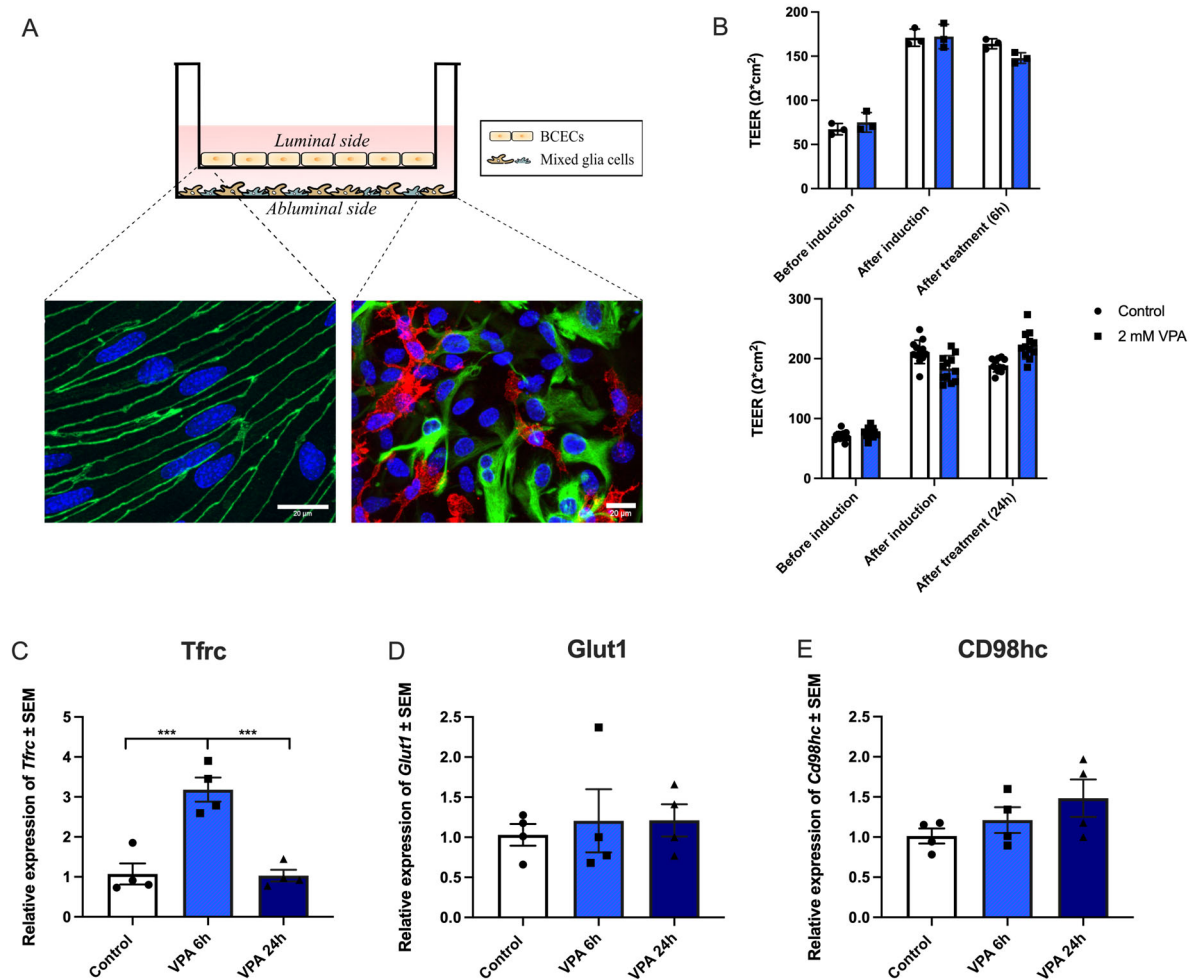 A
Luminal side
Abluminal side
BCECs
Mixed glia cells
20 µm
20 µm
B
TEER (Ω*cm²)
200
150
100
50
0
Before induction
After induction
After treatment (6h)
TEER (Ω*cm²)
300
200
100
0
Before induction
After induction
After treatment (24h)
Control
2 mM VPA
C
Tfrc
Relative expression of Tfrc ± SEM
5
4
3
2
1
0
*** ***
Control
VPA 6h
VPA 24h
D
Glut1
Relative expression of Glut1 ± SEM
2.5
2.0
1.5
1.0
0.5
0.0
Control
VPA 6h
VPA 24h
E
CD98hc
Relative expression of Cd98hc ± SEM
2.5
2.0
1.5
1.0
0.5
0.0
Control
VPA 6h
VPA 24h